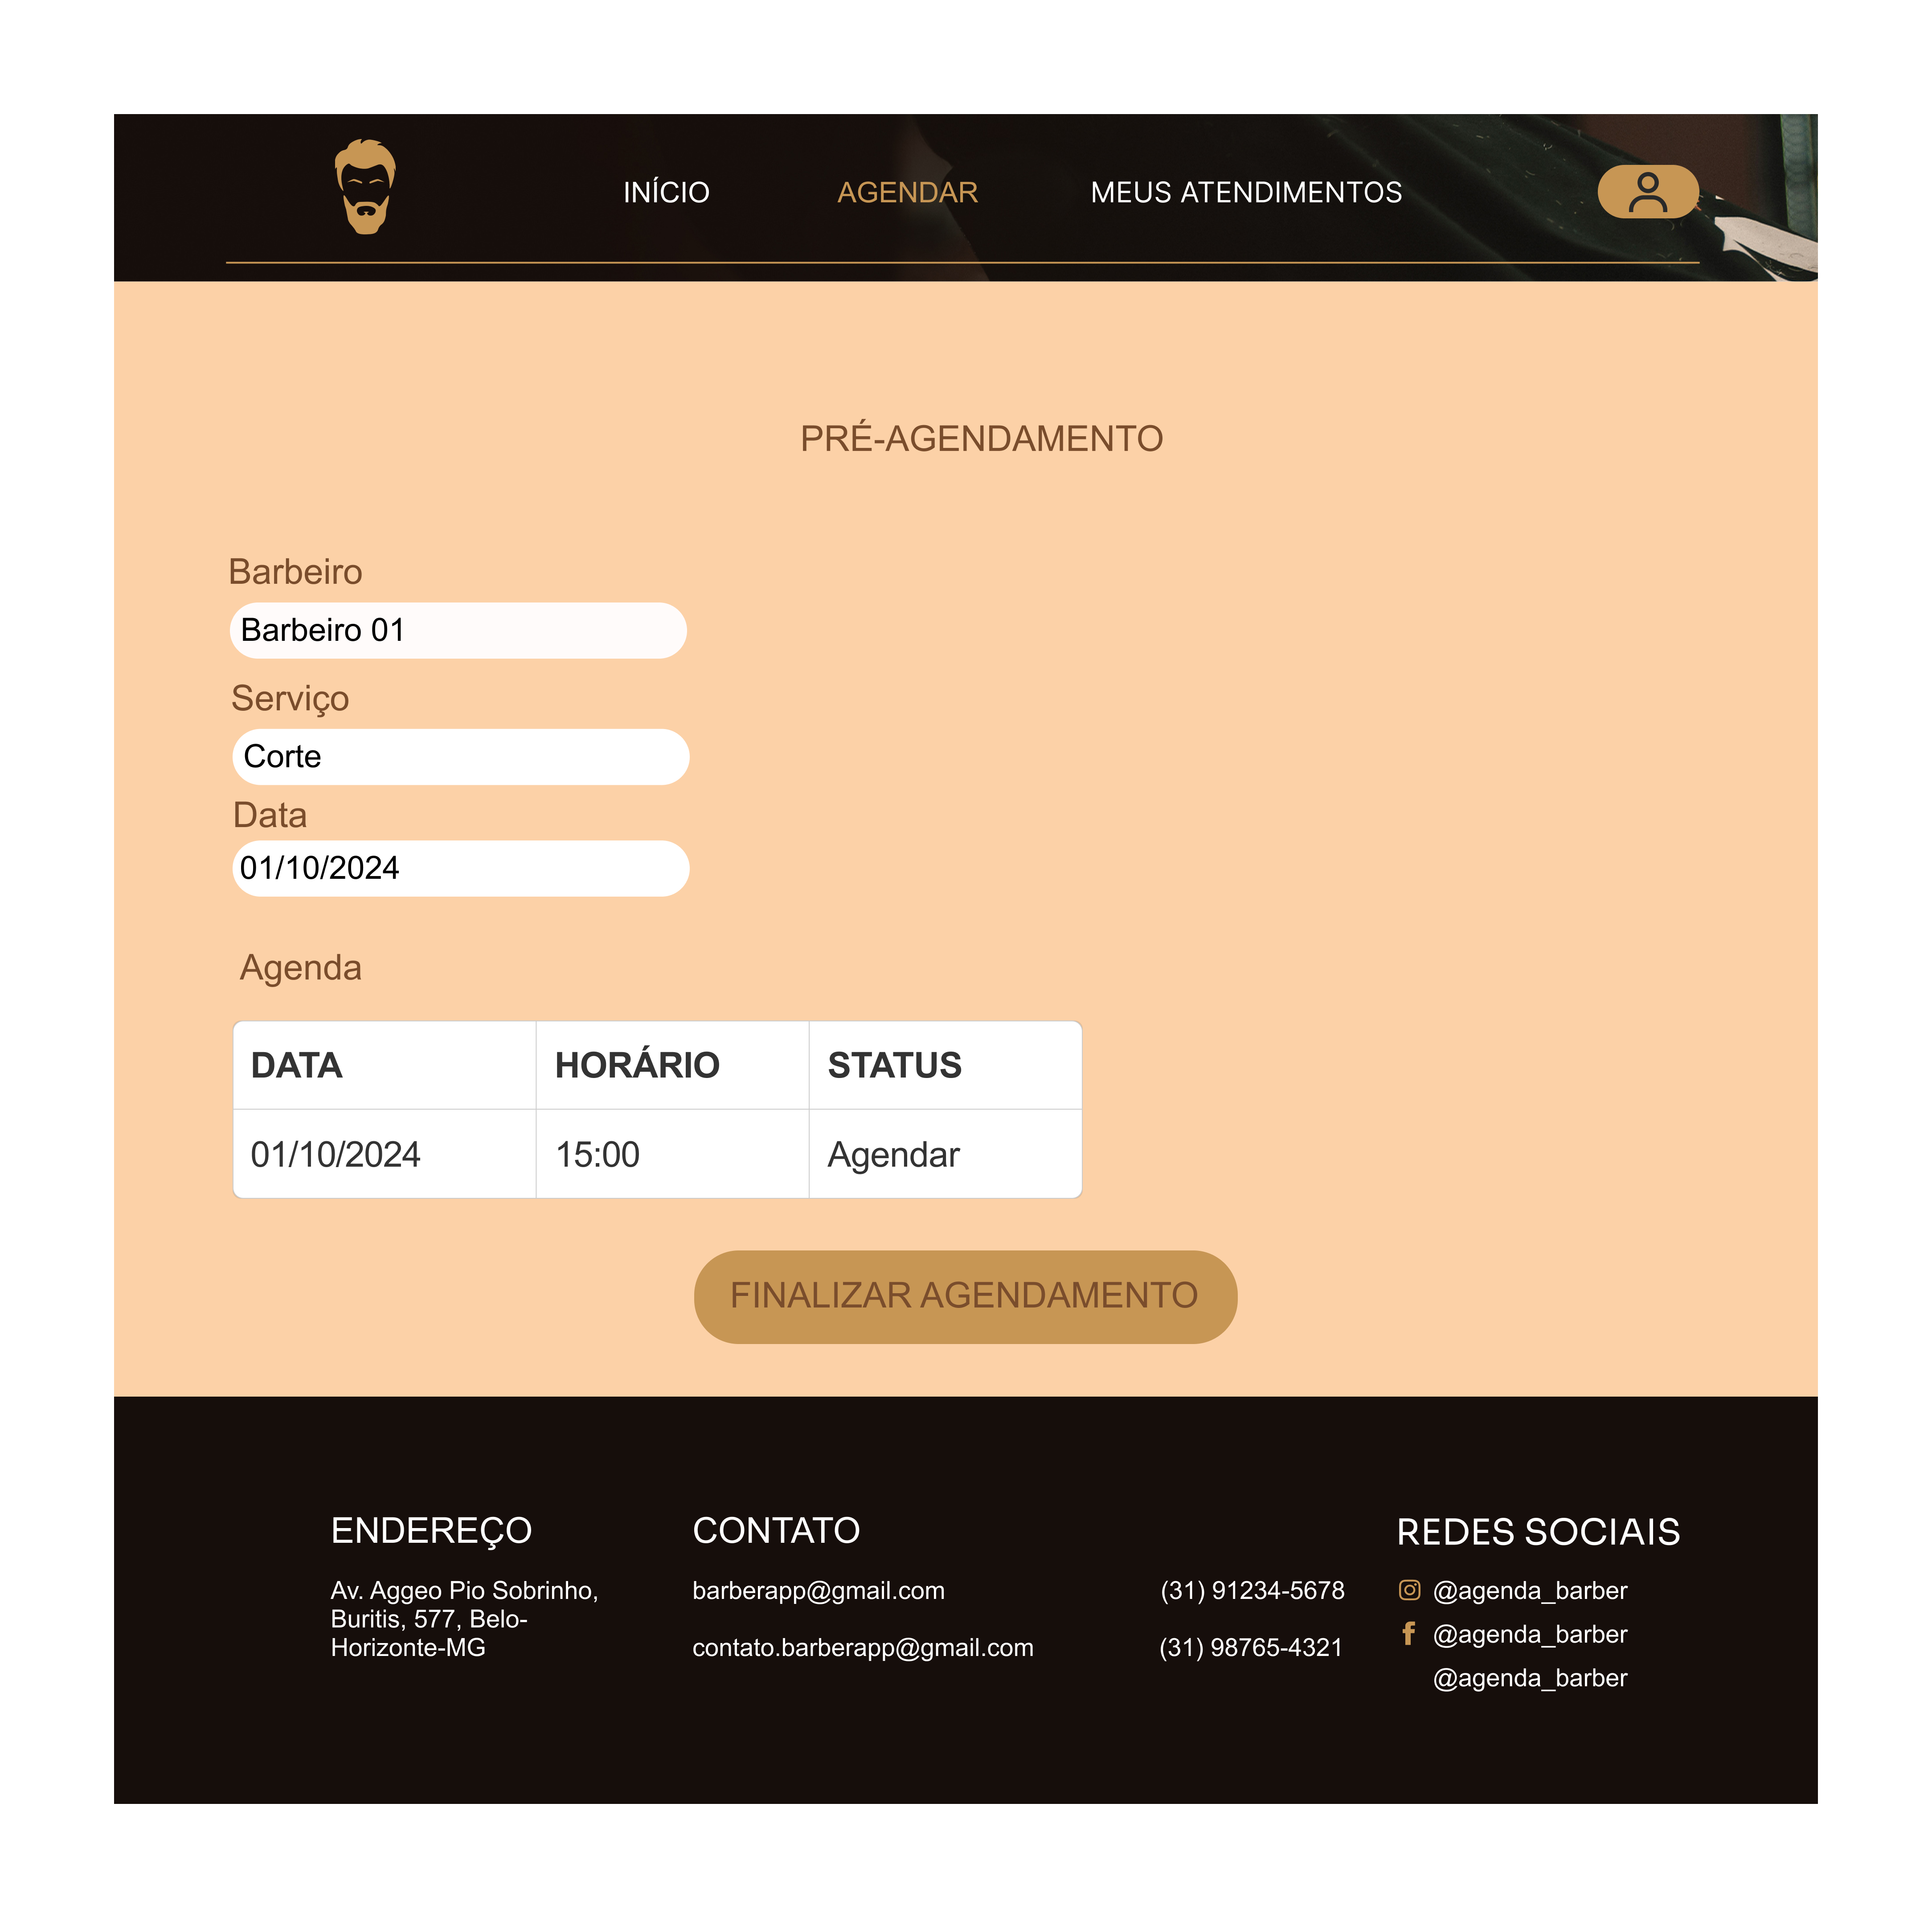 INÍCIO
AGENDAR
MEUS ATENDIMENTOS
PRÉ-AGENDAMENTO
Barbeiro
Barbeiro 01
Serviço
Corte
Data
01/10/2024
Agenda
DATA HORÁRIO STATUS
01/10/2024 15:00 Agendar
FINALIZAR AGENDAMENTO
ENDEREÇO
Av. Aggeo Pio Sobrinho,
Buritis, 577, Belo-
Horizonte-MG
CONTATO
barberapp@gmail.com
(31) 91234-5678
contato.barberapp@gmail.com
(31) 98765-4321
REDES SOCIAIS
@agenda_barber
@agenda_barber
@agenda_barber